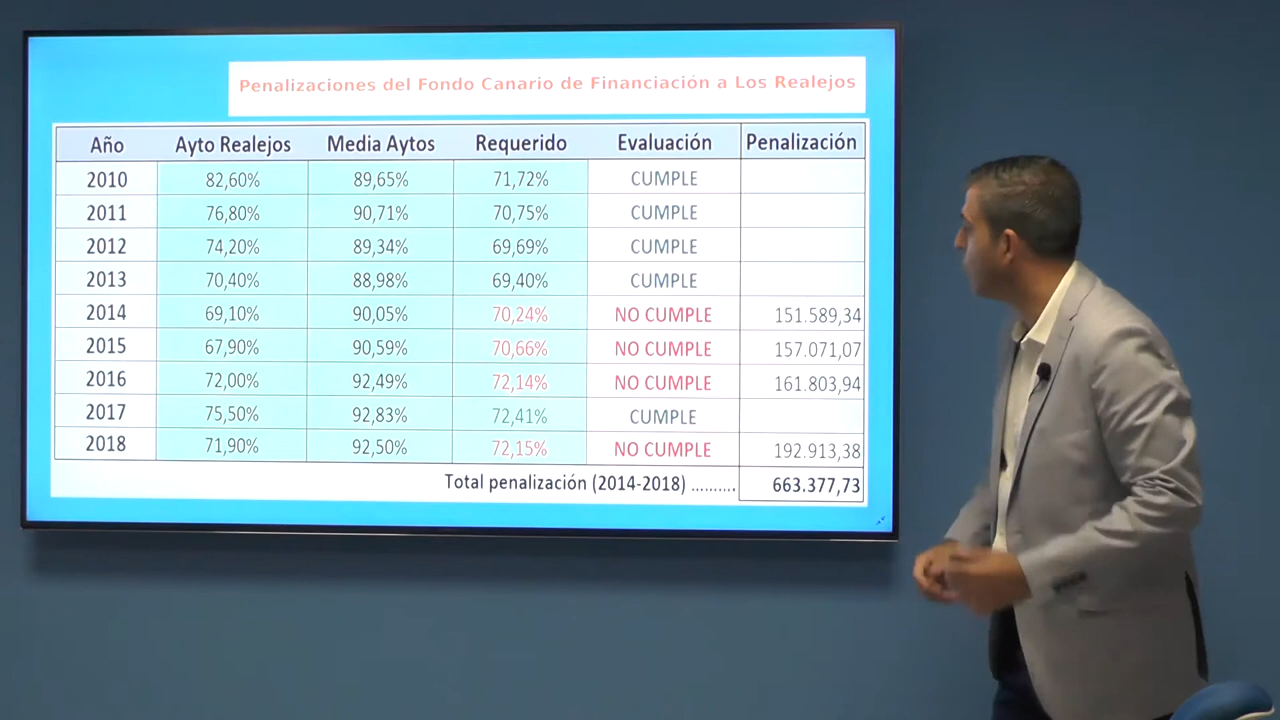 Penalizaciones del Fondo Canario de Financiación a Los Realejos
Año Ayto Realejos Media Aytos Requerido Evaluación Penalización
2010 82,60% 89,65% 71,72% CUMPLE
2011 76,80% 90,71% 70,75% CUMPLE
2012 74,20% 89,34% 69,69% CUMPLE
2013 70,40% 88,98% 69,40% CUMPLE
2014 69,10% 90,05% 70,24% NO CUMPLE 151.589,34
2015 67,90% 90,59% 70,66% NO CUMPLE 157.071,07
2016 72,00% 92,49% 72,14% NO CUMPLE 161.803,94
2017 75,50% 92,83% 72,41% CUMPLE
2018 71,90% 92,50% 72,15% NO CUMPLE 192.913,38
Total penalización (2014-2018) .......... 663.377,73